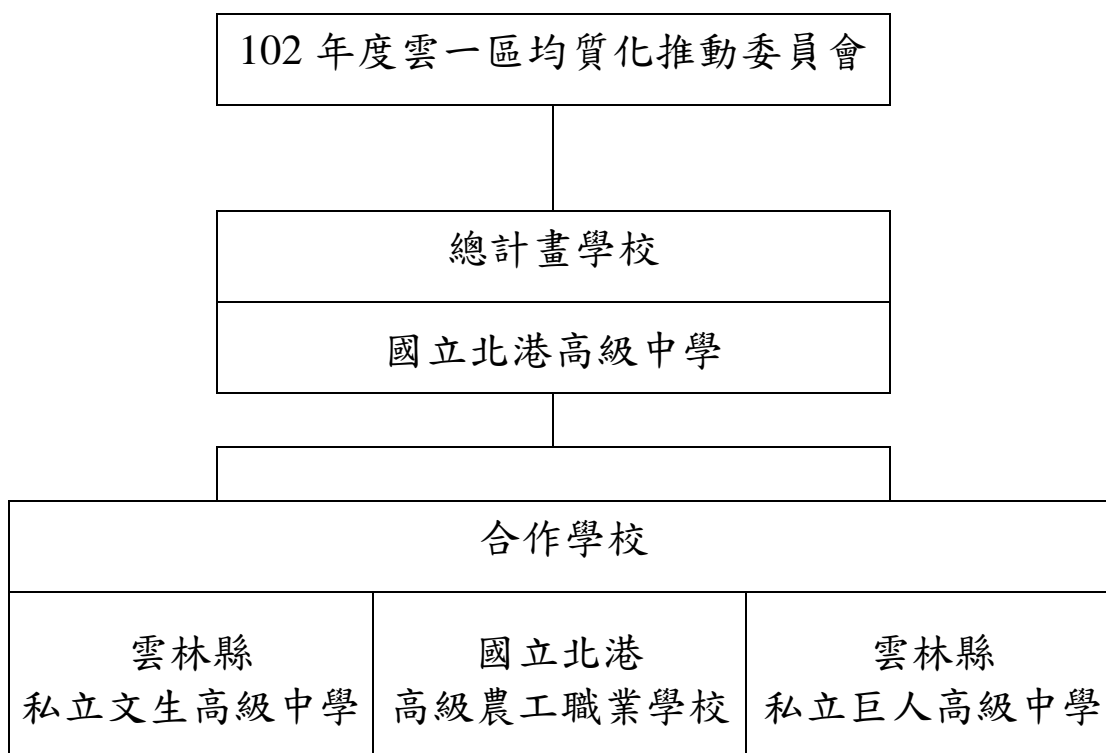 102 年度雲一區均質化推動委員會
總計畫學校
國立北港高級中學
合作學校
雲林縣
私立文生高級中學
國立北港
高級農工職業學校
雲林縣
私立巨人高級中學